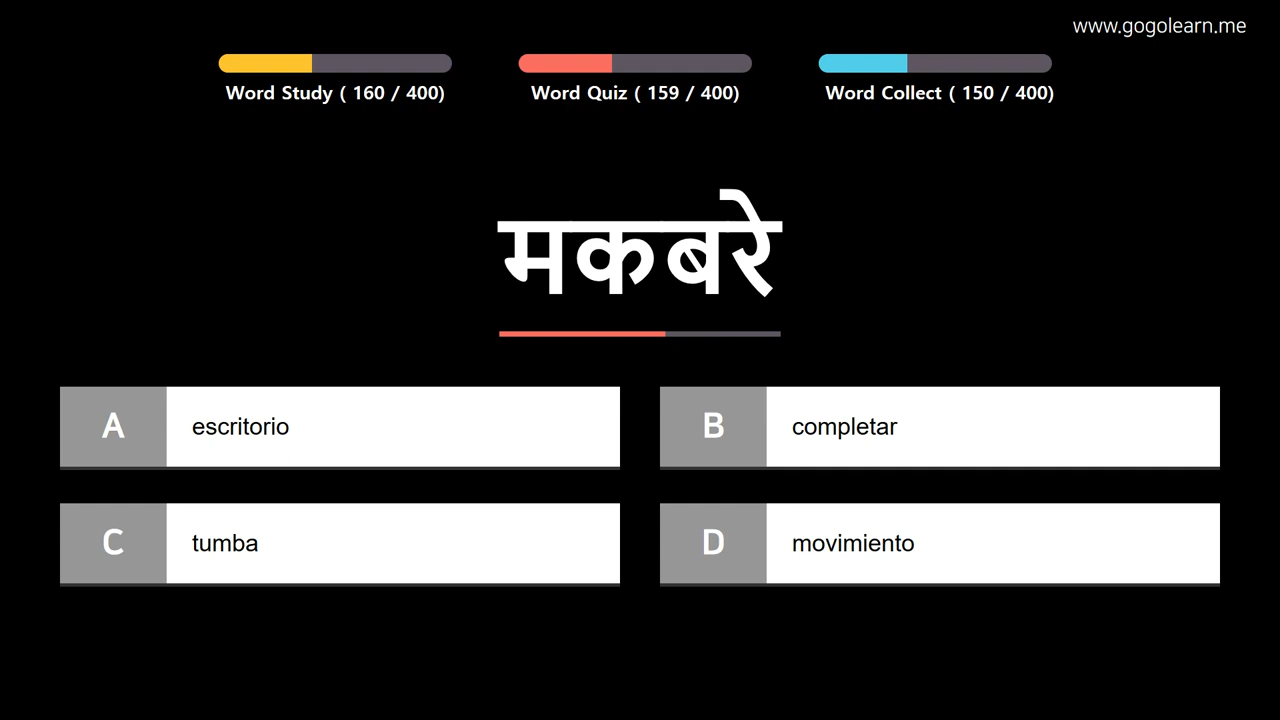 www.gogolearn.me
Word Study ( 160 / 400)
Word Quiz ( 159 / 400)
Word Collect ( 150 / 400)
मकबरे
A escritorio
B completar
C tumba
D movimiento